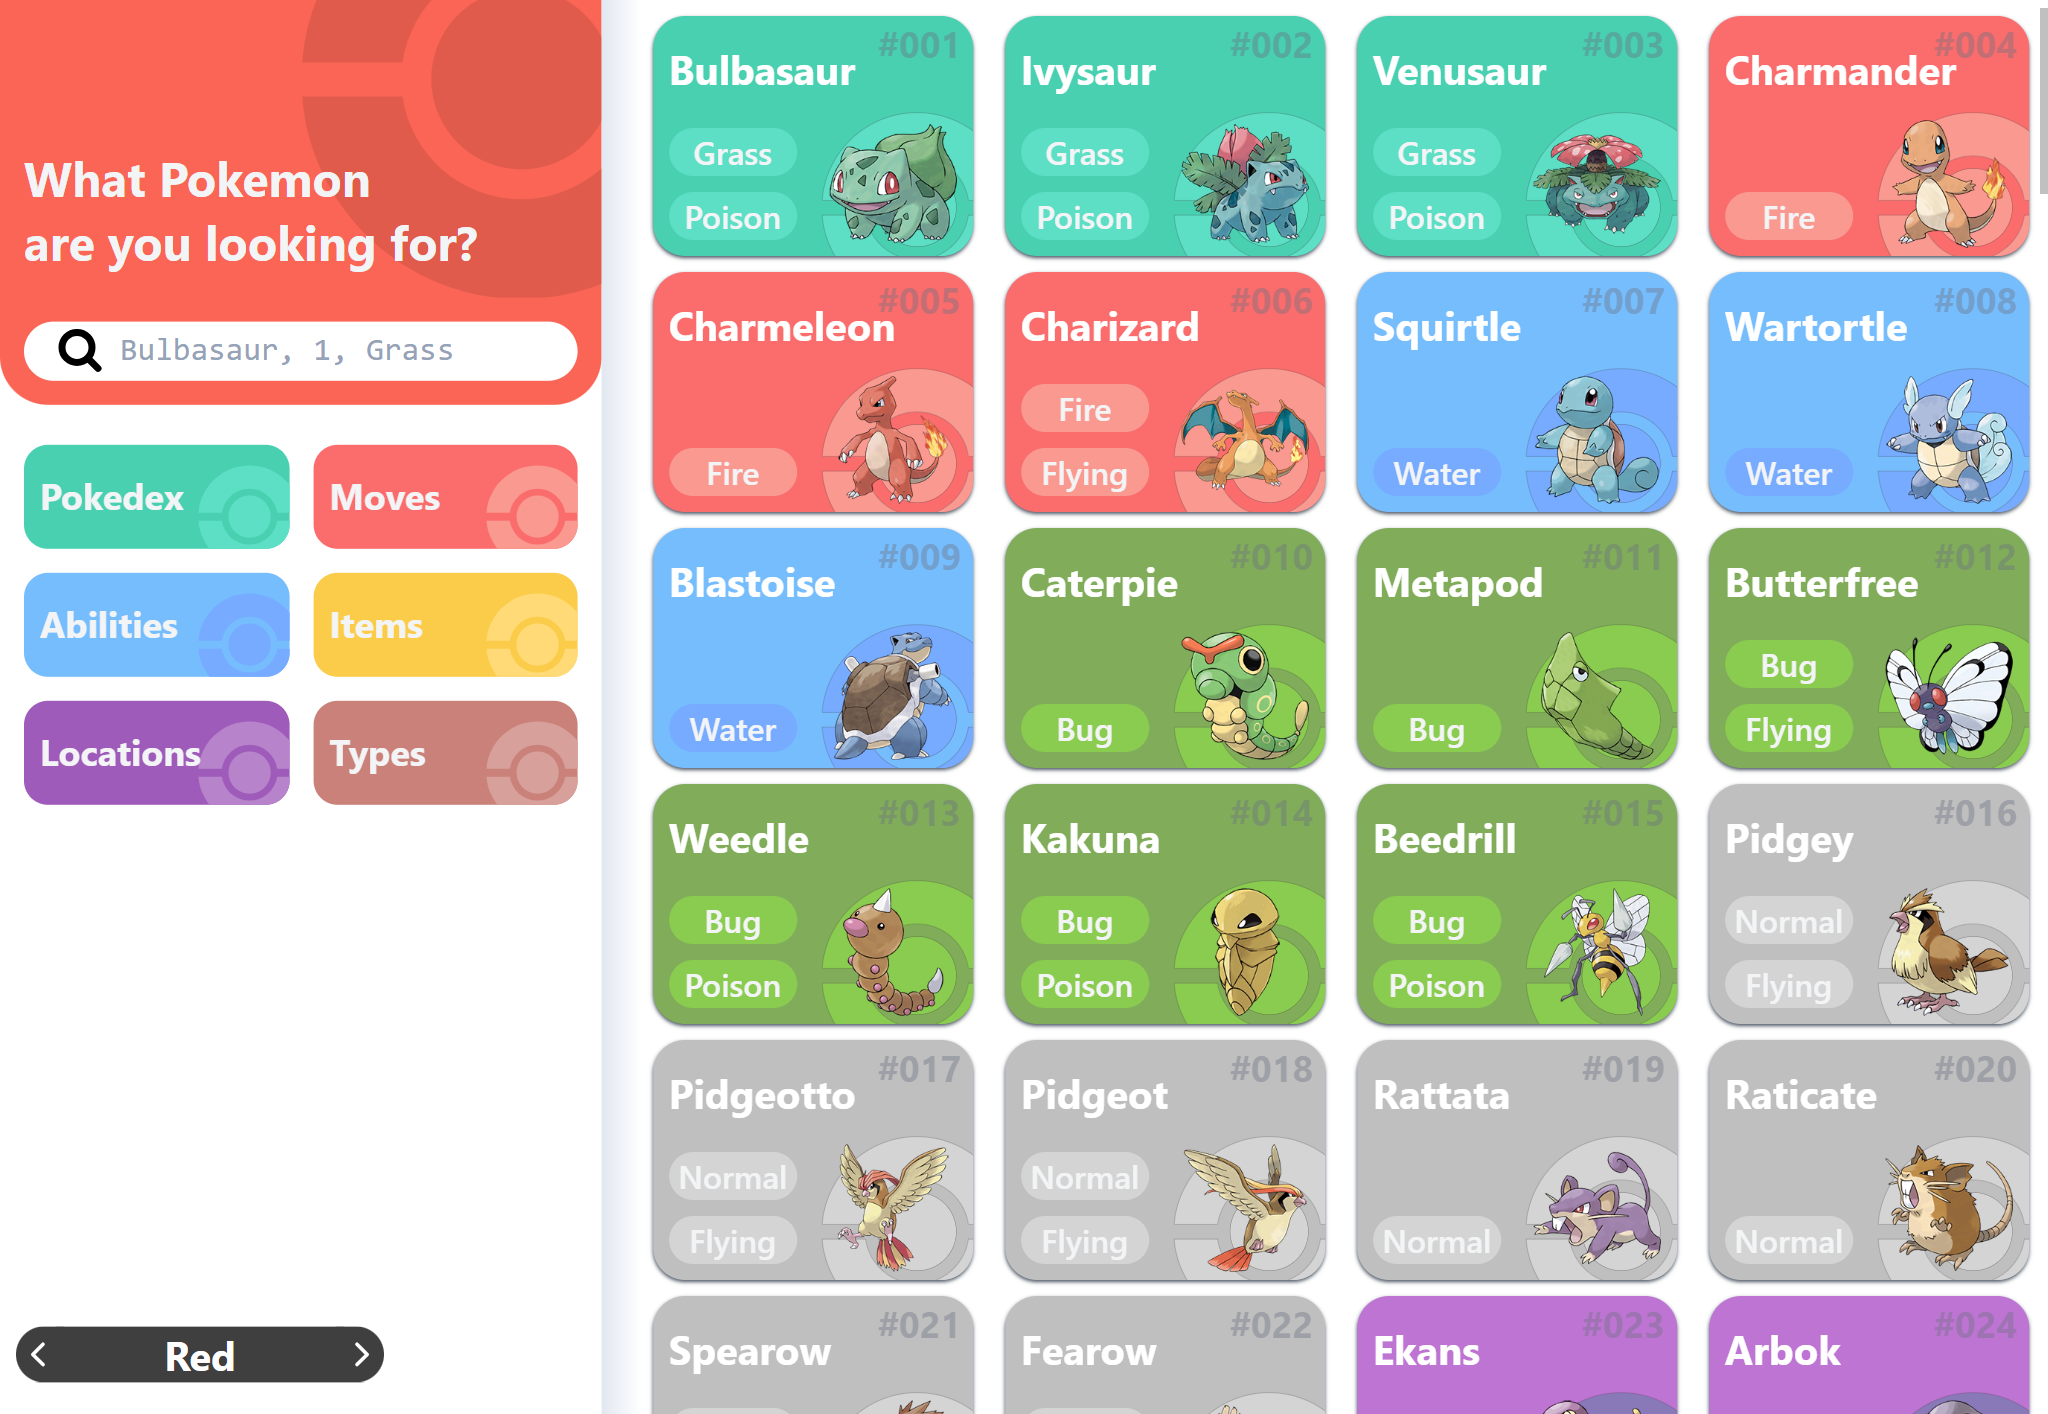 What Pokemon
are you looking for?
Bulbasaur, 1, Grass
Pokedex
Moves
Abilities
Items
Locations
Types
Red
#001
Bulbasaur
Grass
Poison
#002
Ivysaur
Grass
Poison
#003
Venusaur
Grass
Poison
#004
Charmander
Fire
#005
Charmeleon
Fire
#006
Charizard
Fire
Flying
#007
Squirtle
Water
#008
Wartortle
Water
#009
Blastoise
Water
#010
Caterpie
Bug
#011
Metapod
Bug
#012
Butterfree
Bug
Flying
#013
Weedle
Bug
Poison
#014
Kakuna
Bug
Poison
#015
Beedrill
Bug
Poison
#016
Pidgey
Normal
Flying
#017
Pidgeotto
Normal
Flying
#018
Pidgeot
Normal
Flying
#019
Rattata
Normal
#020
Raticate
Normal
#021
Spearow
#022
Fearow
#023
Ekans
#024
Arbok